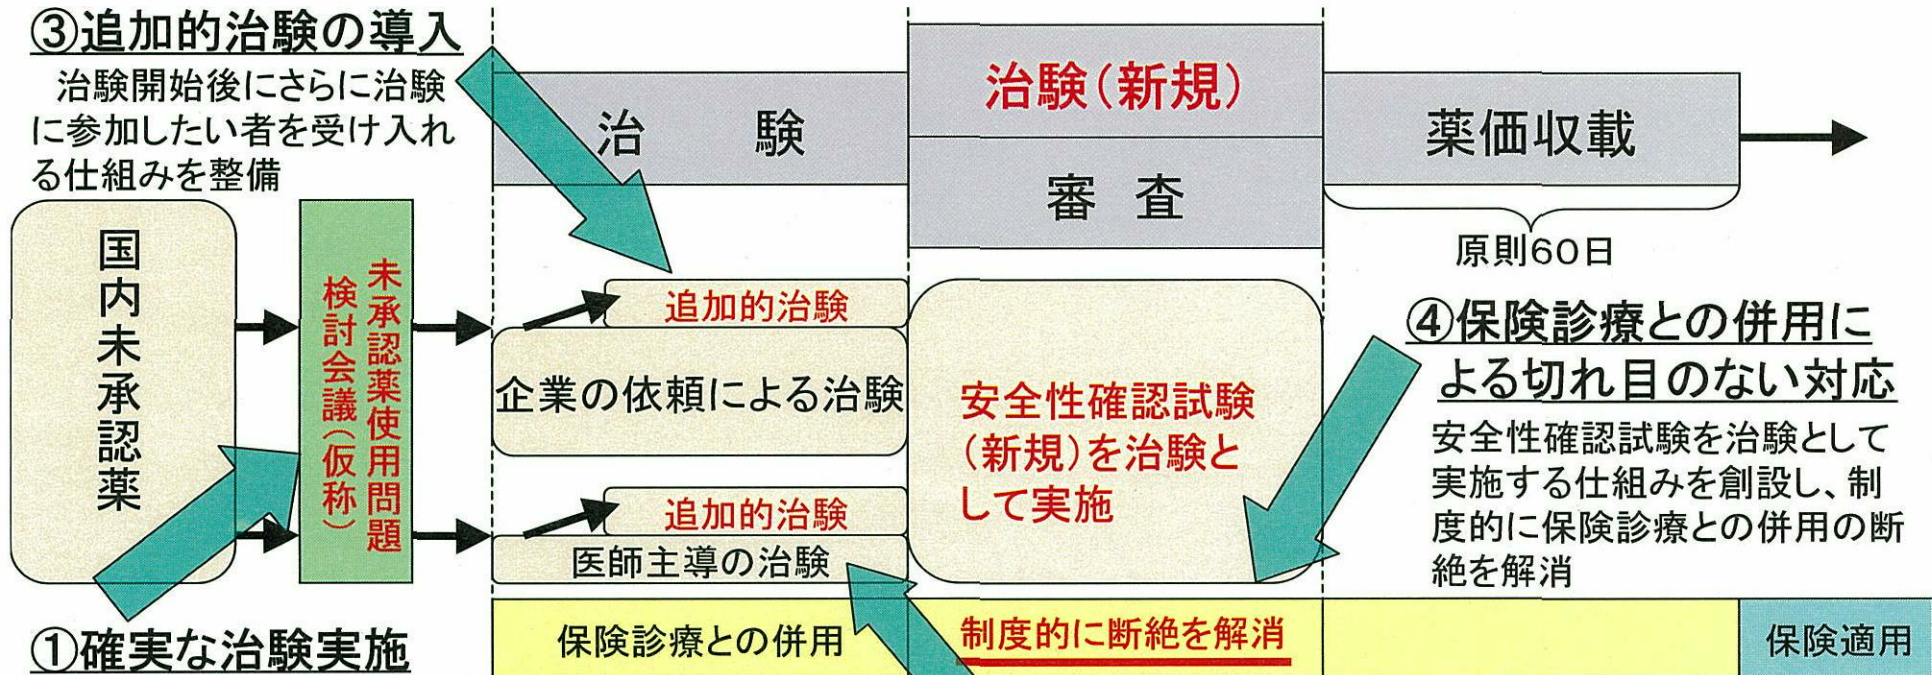 ③追加的治験の導入
治験開始後にさらに治験
に参加したい者を受け入れ
る仕組みを整備
治　験
治験(新規)
審査
薬価収載
原則60日
国内未承認薬
未承認薬使用問題
検討会議(仮称)
追加的治験
企業の依頼による治験
追加的治験
医師主導の治験
安全性確認試験
(新規)を治験と
して実施
④保険診療との併用に
よる切れ目のない対応
安全性確認試験を治験として
実施する仕組みを創設し、制
度的に保険診療との併用の断
絶を解消
①確実な治験実施
保険診療との併用
制度的に断絶を解消
保険適用